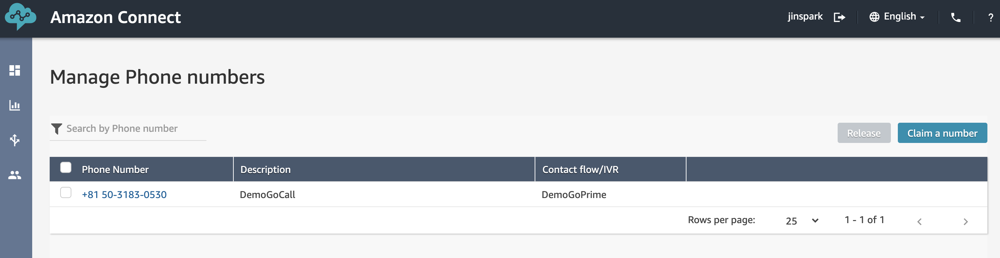 Amazon Connect
jinspark
English
?
Manage Phone numbers
Search by Phone number
Release
Claim a number
Phone Number
Description
Contact flow/IVR
+81 50-3183-0530
DemoGoCall
DemoGoPrime
Rows per page:
25
1 - 1 of 1